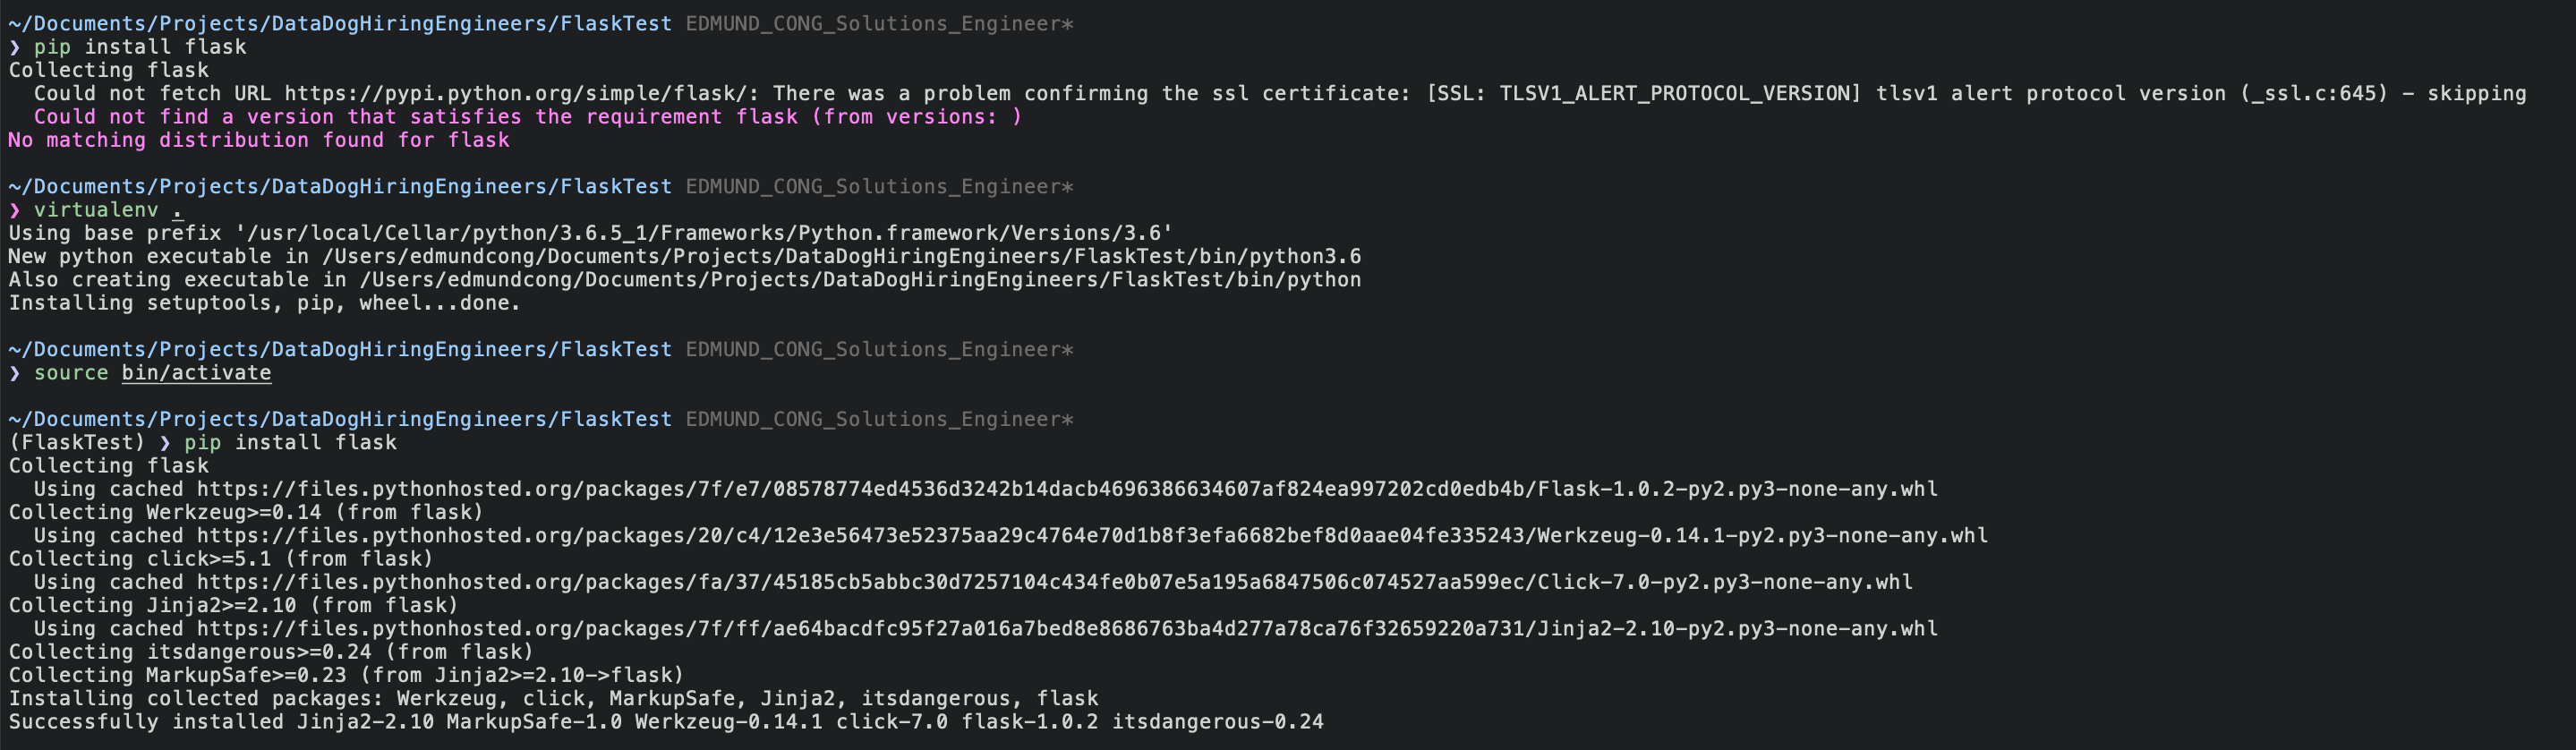 ~/Documents/Projects/DataDogHiringEngineers/FlaskTest EDMUND_CONG_Solutions_Engineer*
❯ pip install flask
Collecting flask
  Could not fetch URL https://pypi.python.org/simple/flask/: There was a problem confirming the ssl certificate: [SSL: TLSV1_ALERT_PROTOCOL_VERSION] tlsv1 alert protocol version (_ssl.c:645) - skipping
  Could not find a version that satisfies the requirement flask (from versions: )
No matching distribution found for flask

~/Documents/Projects/DataDogHiringEngineers/FlaskTest EDMUND_CONG_Solutions_Engineer*
❯ virtualenv .
Using base prefix '/usr/local/Cellar/python/3.6.5_1/Frameworks/Python.framework/Versions/3.6'
New python executable in /Users/edmundcong/Documents/Projects/DataDogHiringEngineers/FlaskTest/bin/python3.6
Also creating executable in /Users/edmundcong/Documents/Projects/DataDogHiringEngineers/FlaskTest/bin/python
Installing setuptools, pip, wheel...done.

~/Documents/Projects/DataDogHiringEngineers/FlaskTest EDMUND_CONG_Solutions_Engineer*
❯ source bin/activate

~/Documents/Projects/DataDogHiringEngineers/FlaskTest EDMUND_CONG_Solutions_Engineer*
(FlaskTest) ❯ pip install flask
Collecting flask
  Using cached https://files.pythonhosted.org/packages/7f/e7/08578774ed4536d3242b14dacb4696386634607af824ea997202cd0edb4b/Flask-1.0.2-py2.py3-none-any.whl
Collecting Werkzeug>=0.14 (from flask)
  Using cached https://files.pythonhosted.org/packages/20/c4/12e3e56473e52375aa29c4764e70d1b8f3efa6682bef8d0aae04fe335243/Werkzeug-0.14.1-py2.py3-none-any.whl
Collecting click>=5.1 (from flask)
  Using cached https://files.pythonhosted.org/packages/fa/37/45185cb5abbc30d7257104c434fe0b07e5a195a6847506c074527aa599ec/Click-7.0-py2.py3-none-any.whl
Collecting Jinja2>=2.10 (from flask)
  Using cached https://files.pythonhosted.org/packages/7f/ff/ae64bacdfc95f27a016a7bed8e8686763ba4d277a78ca76f32659220a731/Jinja2-2.10-py2.py3-none-any.whl
Collecting itsdangerous>=0.24 (from flask)
Collecting MarkupSafe>=0.23 (from Jinja2>=2.10->flask)
Installing collected packages: Werkzeug, click, MarkupSafe, Jinja2, itsdangerous, flask
Successfully installed Jinja2-2.10 MarkupSafe-1.0 Werkzeug-0.14.1 click-7.0 flask-1.0.2 itsdangerous-0.24